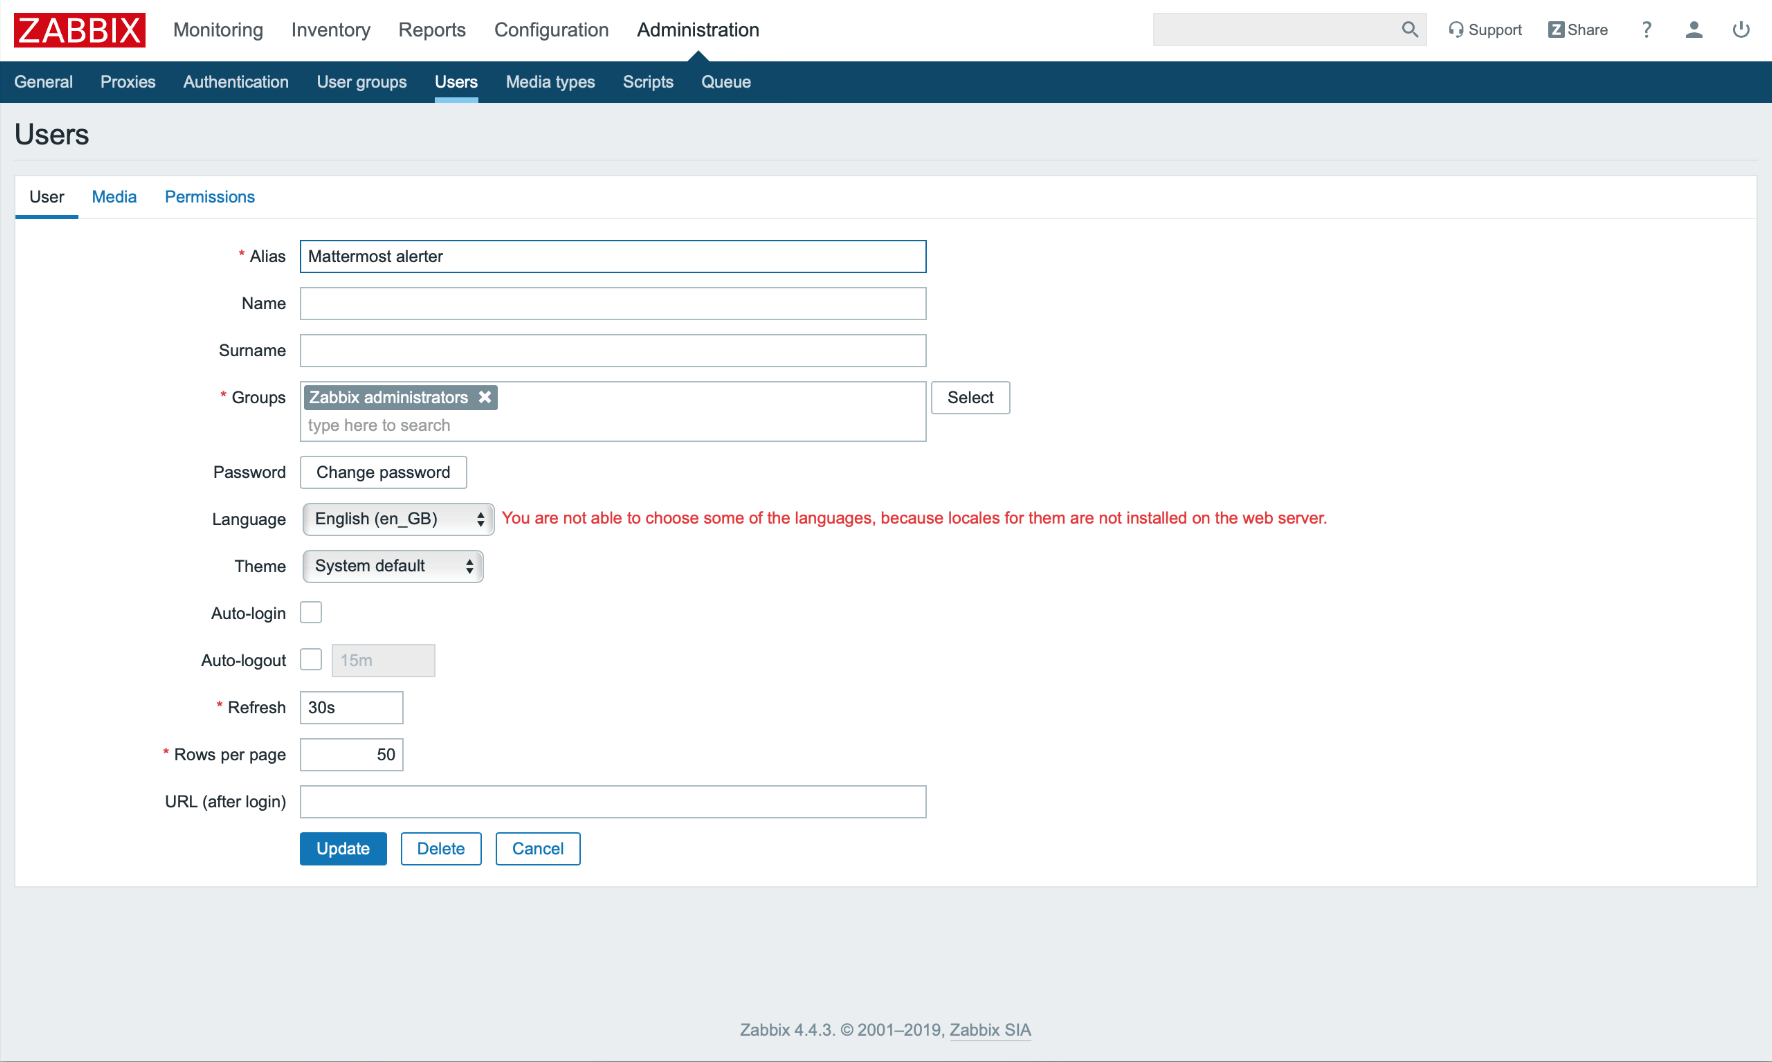 ZABBIX Monitoring Inventory Reports Configuration Administration Support Z Share ?
General Proxies Authentication User groups Users Media types Scripts Queue
Users
User Media Permissions
* Alias Mattermost alerter
Name
Surname
* Groups Zabbix administrators Select
type here to search
Password Change password
Language English (en_GB) You are not able to choose some of the languages, because locales for them are not installed on the web server.
Theme System default
Auto-login
Auto-logout 15m
* Refresh 30s
* Rows per page 50
URL (after login)
Update Delete Cancel
Zabbix 4.4.3. © 2001–2019, Zabbix SIA